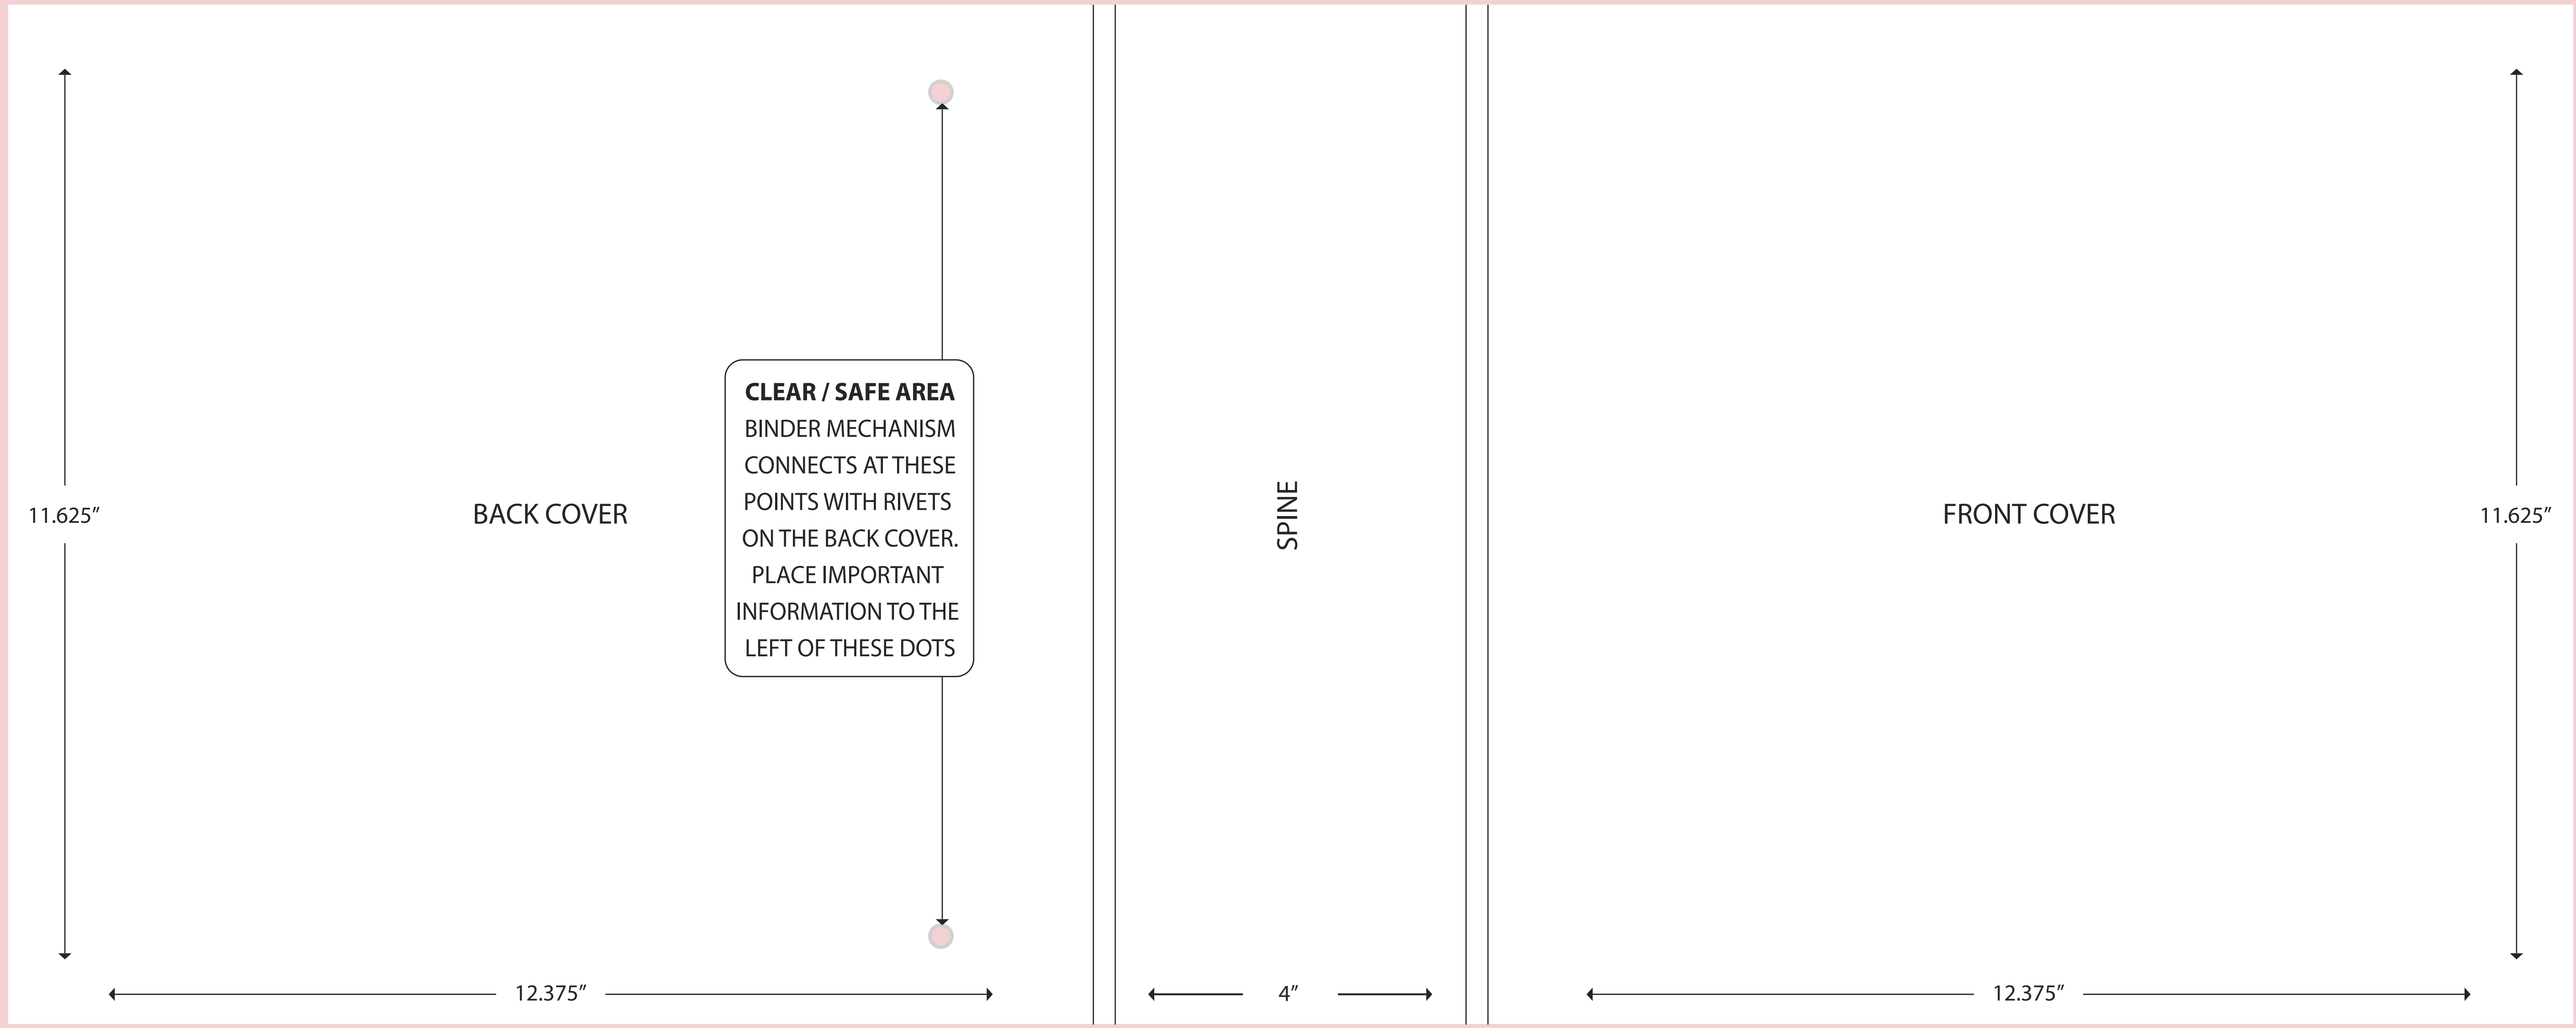 11.625”
BACK COVER
CLEAR / SAFE AREA
BINDER MECHANISM
CONNECTS AT THESE
POINTS WITH RIVETS
ON THE BACK COVER.
PLACE IMPORTANT
INFORMATION TO THE
LEFT OF THESE DOTS
12.375”
SPINE
4”
FRONT COVER
11.625”
12.375”